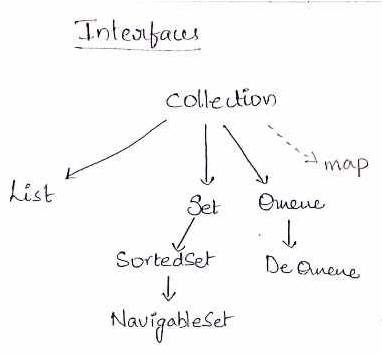 Interfaces
Collection
map
List
Set
Queue
SortedSet
DeQueue
NavigableSet